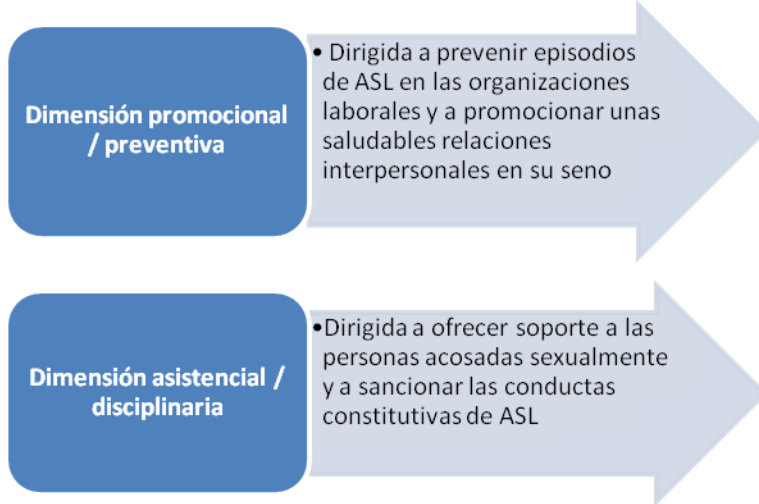 Dimensión promocional
/ preventiva
• Dirigida a prevenir episodios
de ASL en las organizaciones
laborales y a promocionar unas
saludables relaciones
interpersonales en su seno
Dimensión asistencial /
disciplinaria
•Dirigida a ofrecer soporte a las
personas acosadas sexualmente
y a sancionar las conductas
constitutivas de ASL